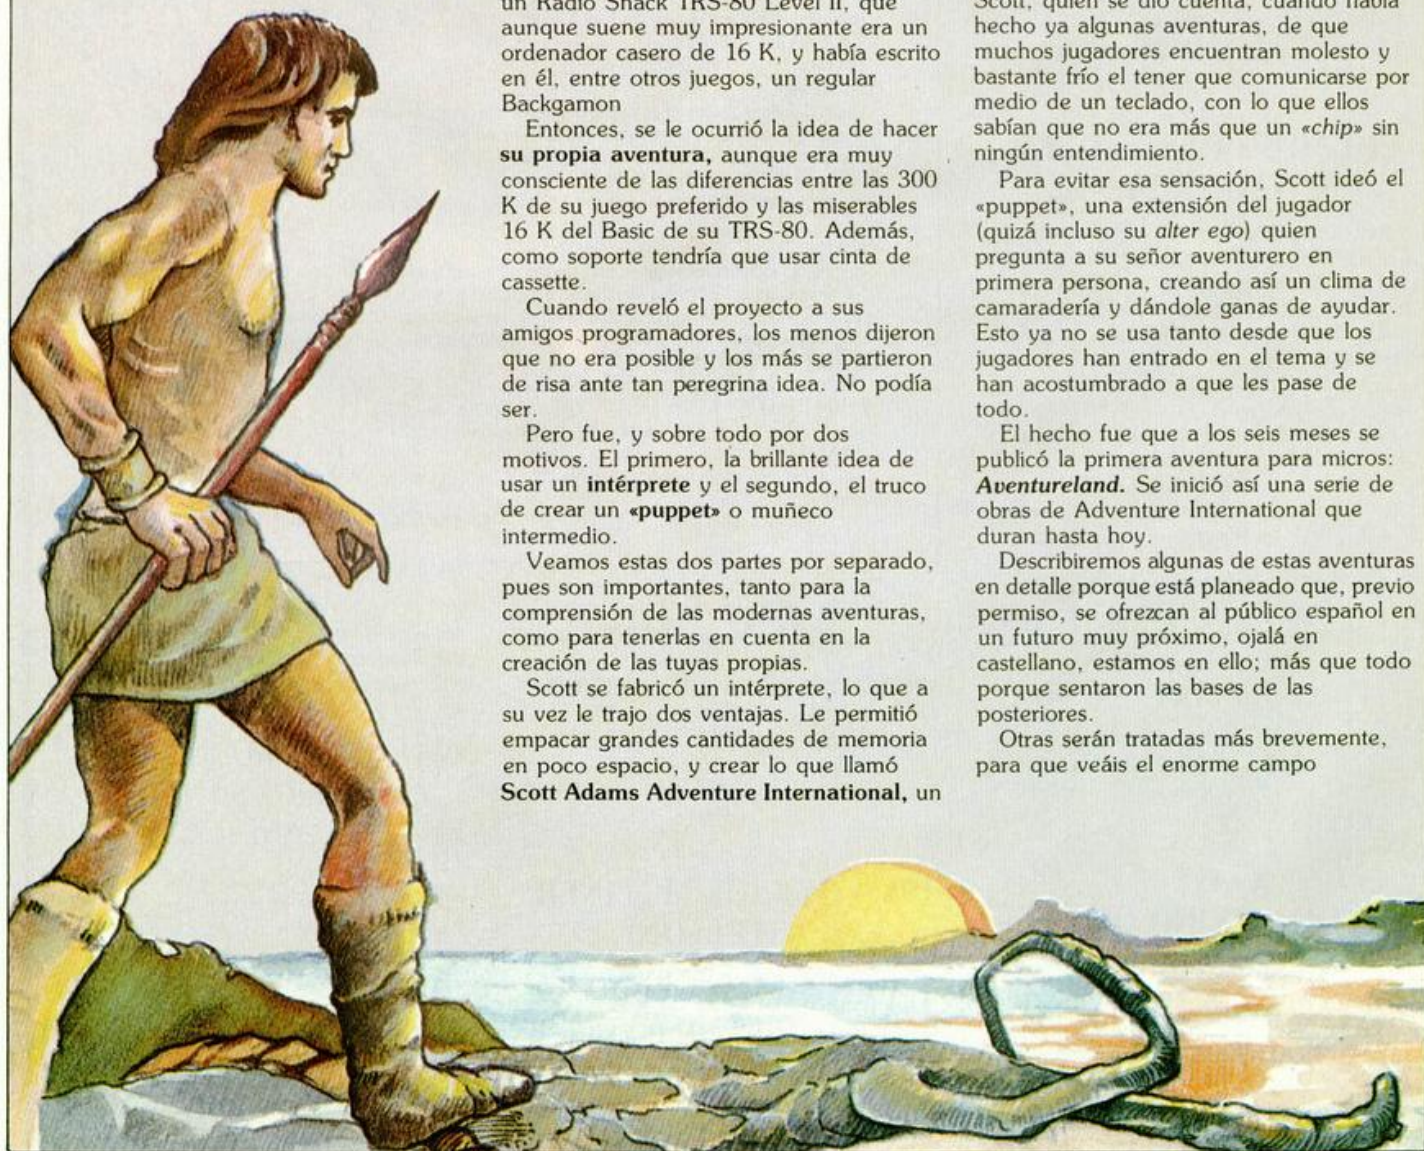 un Radio Shack TRS-80 Level II, que
aunque suene muy impresionante era un
ordenador casero de 16 K, y había escrito
en él, entre otros juegos, un regular
Backgamon
Entonces, se le ocurrió la idea de hacer
su propia aventura, aunque era muy
consciente de las diferencias entre las 300
K de su juego preferido y las miserables
16 K del Basic de su TRS-80. Además,
como soporte tendría que usar cinta de
cassette.
Cuando reveló el proyecto a sus
amigos programadores, los menos dijeron
que no era posible y los más se partieron
de risa ante tan peregrina idea. No podía
ser.
Pero fue, y sobre todo por dos
motivos. El primero, la brillante idea de
usar un intérprete y el segundo, el truco
de crear un «puppet» o muñeco
intermedio.
Veamos estas dos partes por separado,
pues son importantes, tanto para la
comprensión de las modernas aventuras,
como para tenerlas en cuenta en la
creación de las tuyas propias.
Scott se fabricó un intérprete, lo que a
su vez le trajo dos ventajas. Le permitió
empacar grandes cantidades de memoria
en poco espacio, y crear lo que llamó
Scott Adams Adventure International, un
Scott, quien se dio cuenta, cuando había
hecho ya algunas aventuras, de que
muchos jugadores encuentran molesto y
bastante frío el tener que comunicarse por
medio de un teclado, con lo que ellos
sabían que no era más que un «chip» sin
ningún entendimiento.
Para evitar esa sensación, Scott ideó el
«puppet», una extensión del jugador
(quizá incluso su alter ego) quien
pregunta a su señor aventurero en
primera persona, creando así un clima de
camaradería y dándole ganas de ayudar.
Esto ya no se usa tanto desde que los
jugadores han entrado en el tema y se
han acostumbrado a que les pase de
todo.
El hecho fue que a los seis meses se
publicó la primera aventura para micros:
Aventureland. Se inició así una serie de
obras de Adventure International que
duran hasta hoy.
Describiremos algunas de estas aventuras
en detalle porque está planeado que, previo
permiso, se ofrezcan al público español en
un futuro muy próximo, ojalá en
castellano, estamos en ello; más que todo
porque sentaron las bases de las
posteriores.
Otras serán tratadas más brevemente,
para que veáis el enorme campo